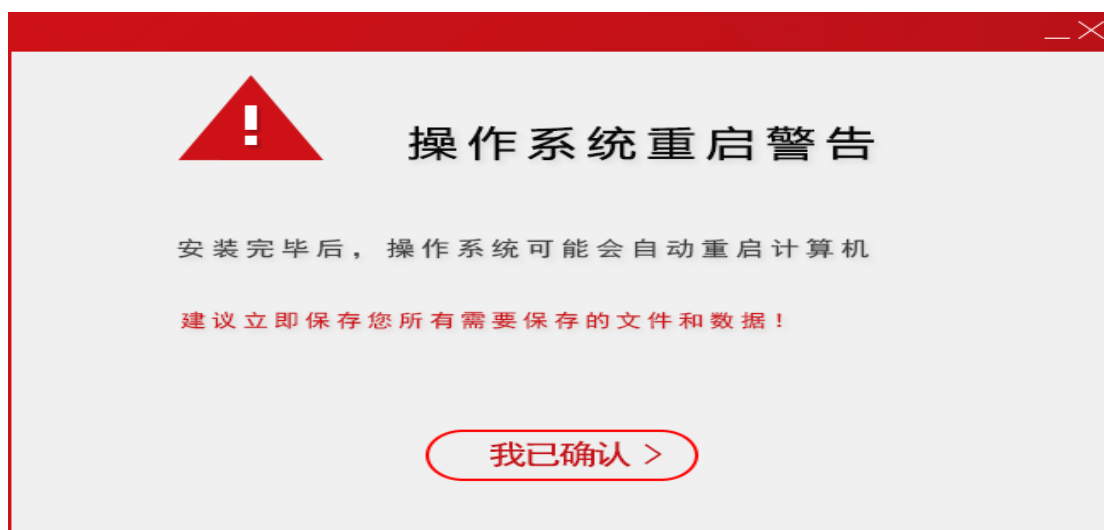 操作系统重启警告
安装完毕后，操作系统可能会自动重启计算机
建议立即保存您所有需要保存的文件和数据！
我已确认 >